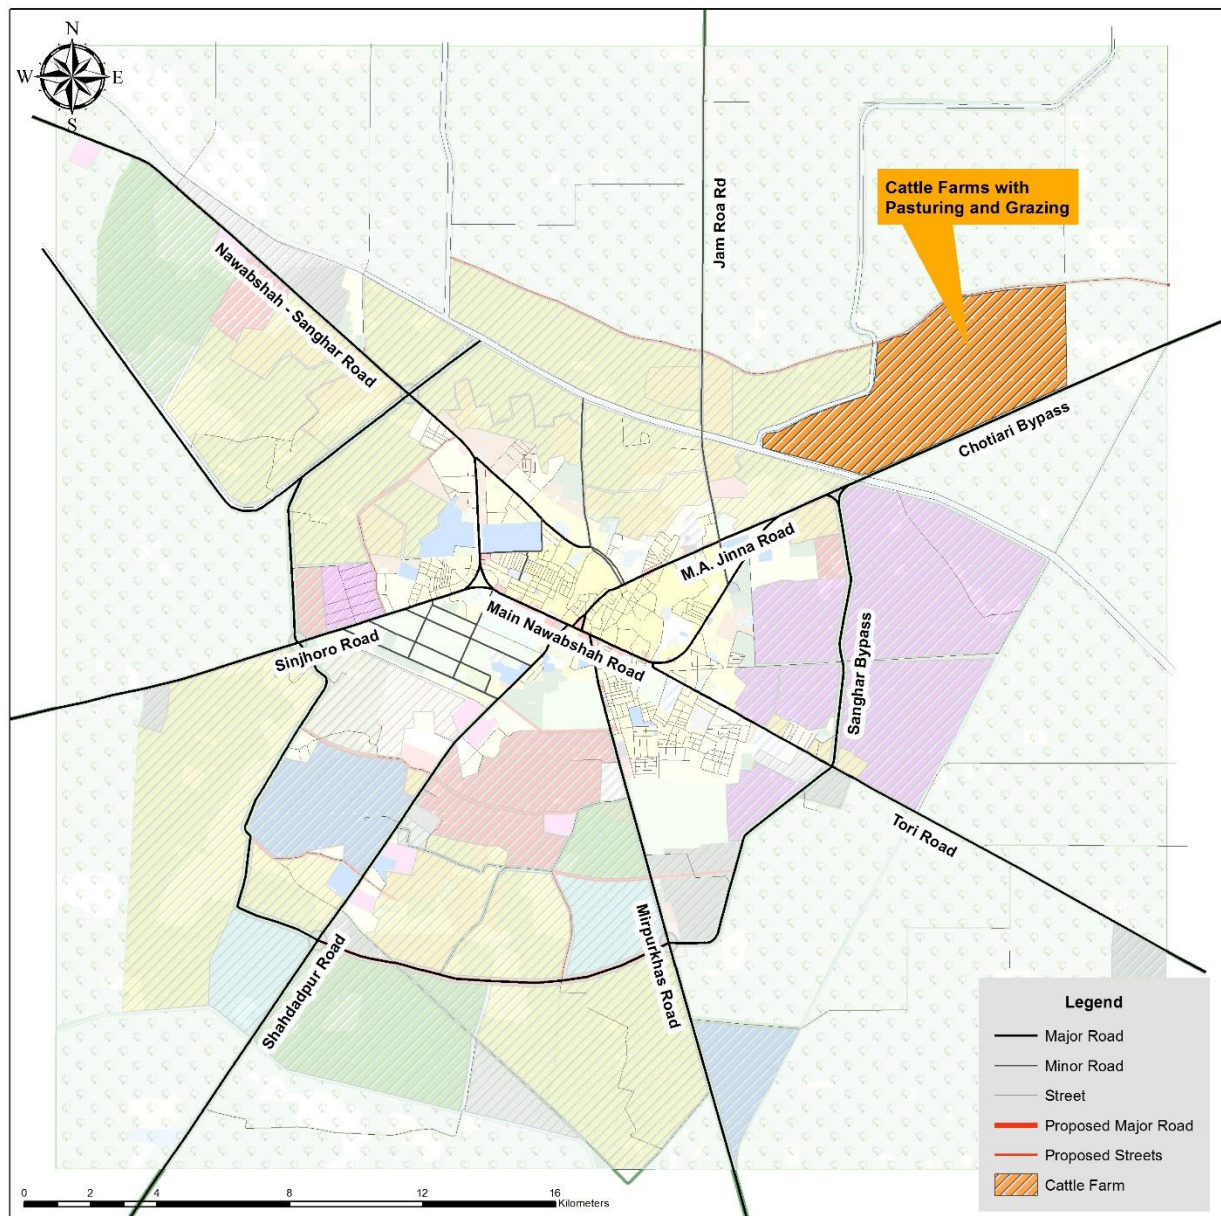 N
W E
S
Cattle Farms with
Pasturing and Grazing
Jam Roa Rd
Nawabshah - Sanghar Road
Chotiari Bypass
M.A. Jinna Road
Main Nawabshah Road
Sinjhoro Road
Sanghar Bypass
Tori Road
Mirpurkhas Road
Shahdadpur Road
Legend
Major Road
Minor Road
Street
Proposed Major Road
Proposed Streets
Cattle Farm
0 2 4 8 12 16
Kilometers